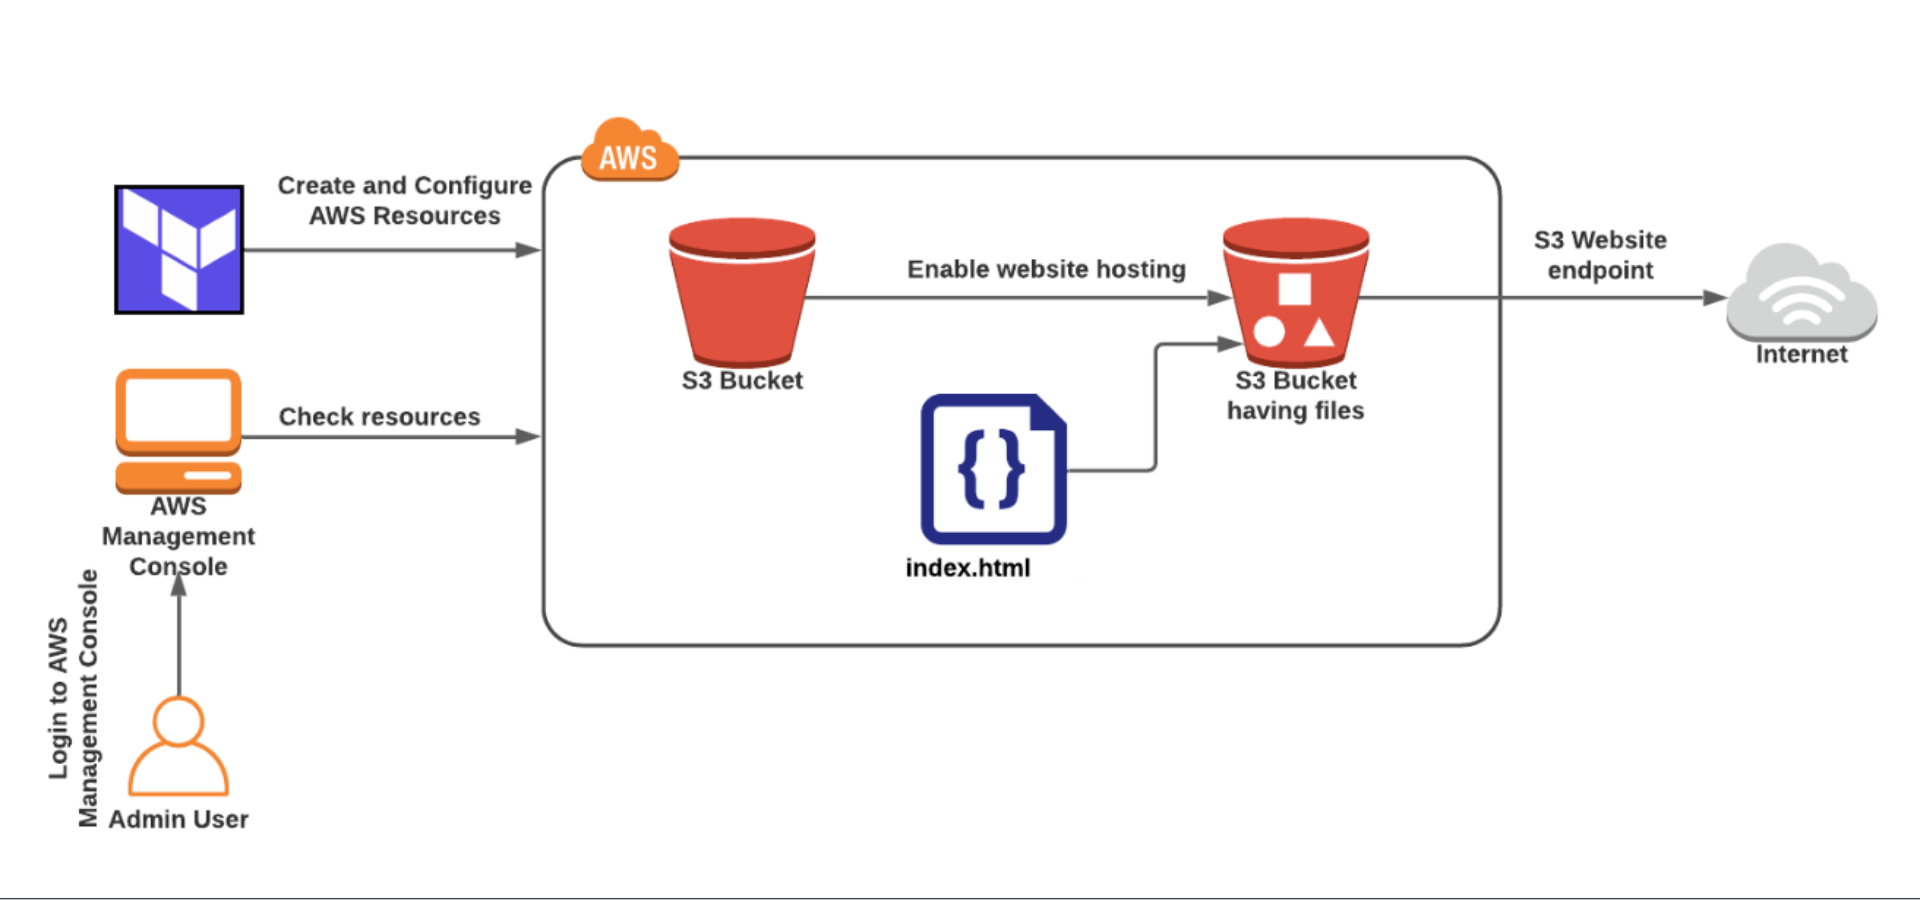 AWS
Create and Configure
AWS Resources
S3 Bucket
Enable website hosting
S3 Bucket
having files
S3 Website
endpoint
Internet
Check resources
AWS
Management
Console
{}
index.html
Login to AWS
Management Console
Admin User